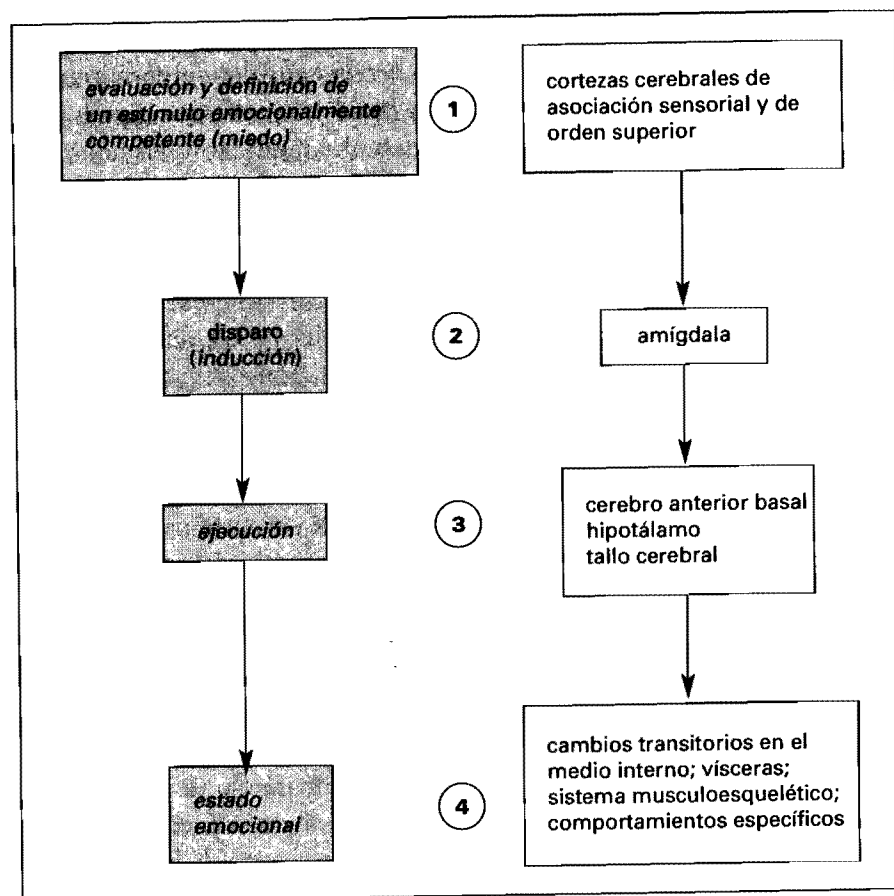 evaluación y definición de
un estímulo emocionalmente
competente (miedo)
1
cortezas cerebrales de
asociación sensorial y de
orden superior
disparo
(inducción)
2
amígdala
ejecución
3
cerebro anterior basal
hipotálamo
tallo cerebral
estado
emocional
4
cambios transitorios en el
medio interno; vísceras;
sistema musculoesquelético;
comportamientos específicos